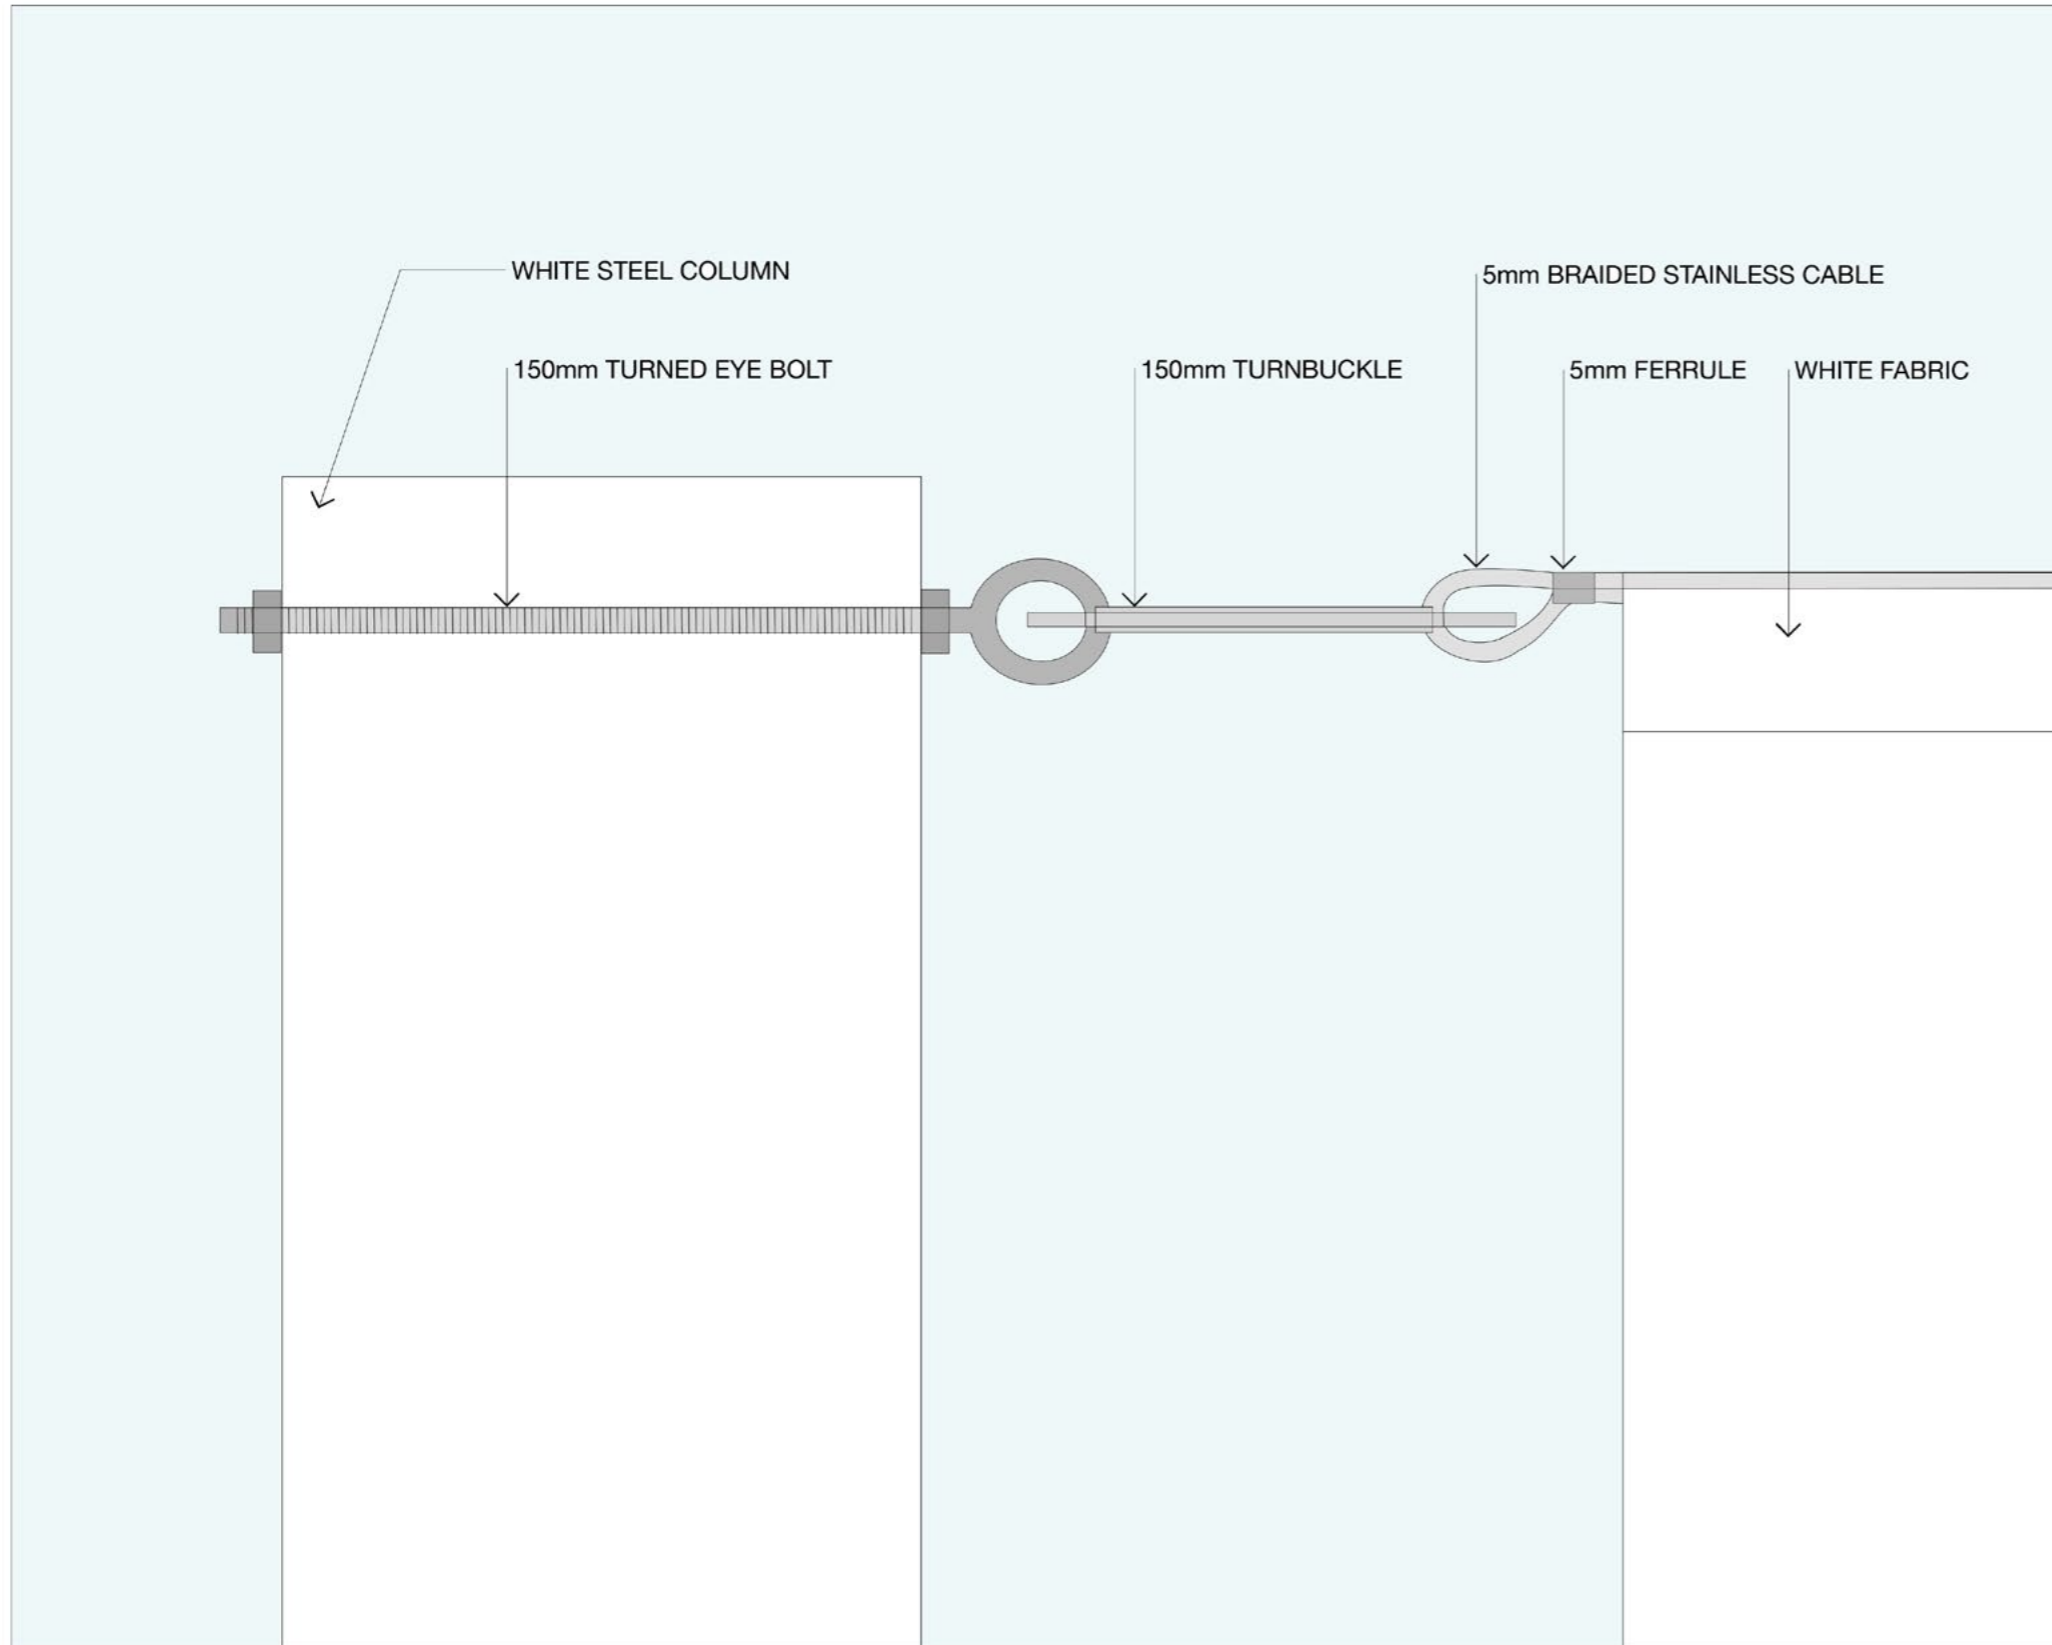 WHITE STEEL COLUMN
5mm BRAIDED STAINLESS CABLE
150mm TURNED EYE BOLT
150mm TURNBUCKLE
5mm FERRULE
WHITE FABRIC